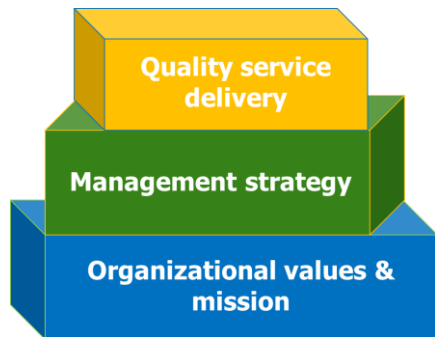 Quality service
delivery
Management strategy
Organizational values &
mission